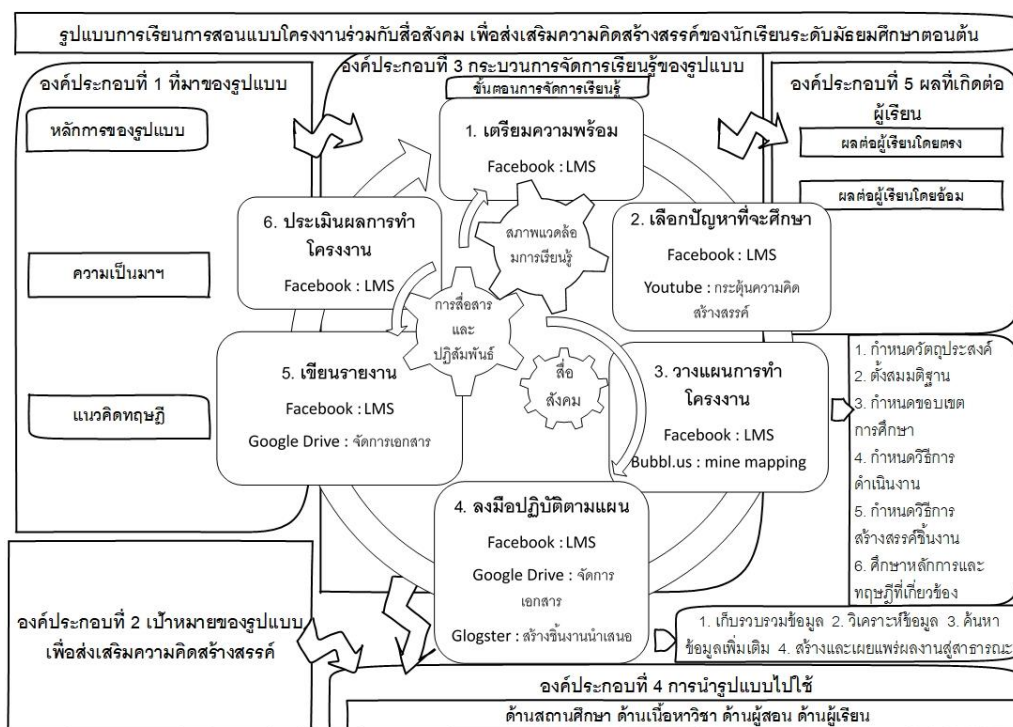 รูปแบบการเรียนการสอนแบบโครงงานร่วมกับสื่อสังคม เพื่อส่งเสริมความคิดสร้างสรรค์ของนักเรียนระดับมัธยมศึกษาตอนต้น
องค์ประกอบที่ 1 ที่มาของรูปแบบ
หลักการของรูปแบบ
ความเป็นมาฯ
แนวคิดทฤษฎี
องค์ประกอบที่ 2 เป้าหมายของรูปแบบ
เพื่อส่งเสริมความคิดสร้างสรรค์
องค์ประกอบที่ 3 กระบวนการจัดการเรียนรู้ของรูปแบบ
ขั้นตอนการจัดการเรียนรู้
1. เตรียมความพร้อม
Facebook : LMS
2. เลือกปัญหาที่จะศึกษา
Facebook : LMS
Youtube : กระตุ้นความคิด
สร้างสรรค์
3. วางแผนการทำ
โครงงาน
Facebook : LMS
Bubbl.us : mine mapping
1. กำหนดวัตถุประสงค์
2. ตั้งสมมติฐาน
3. กำหนดขอบเขต
การศึกษา
4. กำหนดวิธีการ
ดำเนินงาน
5. กำหนดวิธีการ
สร้างสรรค์ชิ้นงาน
6. ศึกษาหลักการและ
ทฤษฎีที่เกี่ยวข้อง
4. ลงมือปฏิบัติตามแผน
Facebook : LMS
Google Drive : จัดการ
เอกสาร
Glogster : สร้างชิ้นงานนำเสนอ
1. เก็บรวบรวมข้อมูล 2. วิเคราะห์ข้อมูล 3. ค้นหา
ข้อมูลเพิ่มเติม 4. สร้างและเผยแพร่ผลงานสู่สาธารณะ
5. เขียนรายงาน
Facebook : LMS
Google Drive : จัดการเอกสาร
6. ประเมินผลการทำ
โครงงาน
Facebook : LMS
สภาพแวดล้อ
มการเรียนรู้
การสื่อสาร
และ
ปฏิสัมพันธ์
สื่อ
สังคม
องค์ประกอบที่ 4 การนำรูปแบบไปใช้
ด้านสถานศึกษา ด้านเนื้อหาวิชา ด้านผู้สอน ด้านผู้เรียน
องค์ประกอบที่ 5 ผลที่เกิดต่อ
ผู้เรียน
ผลต่อผู้เรียนโดยตรง
ผลต่อผู้เรียนโดยอ้อม